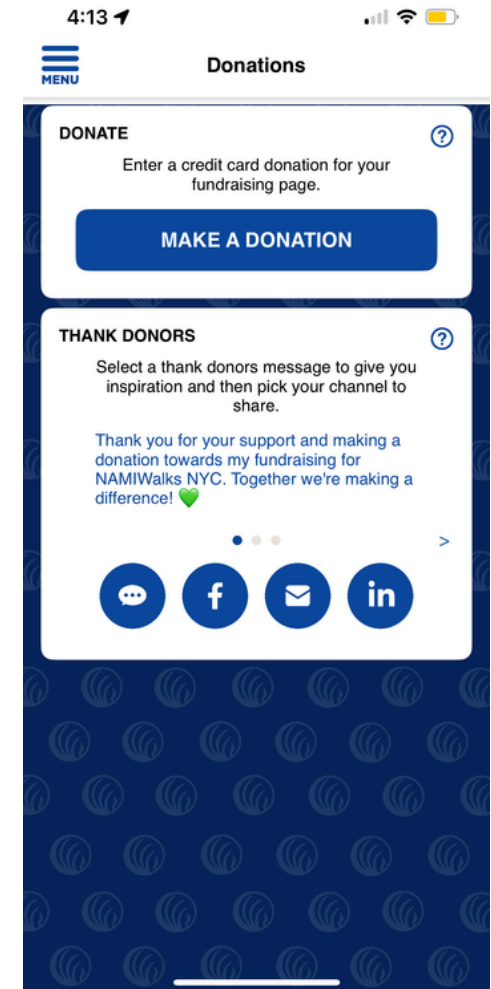 4:13
MENU
Donations
DONATE
?
Enter a credit card donation for your
fundraising page.
MAKE A DONATION
THANK DONORS
?
Select a thank donors message to give you
inspiration and then pick your channel to
share.
Thank you for your support and making a
donation towards my fundraising for
NAMIWalks NYC. Together we're making a
difference! 💚
>
f
in